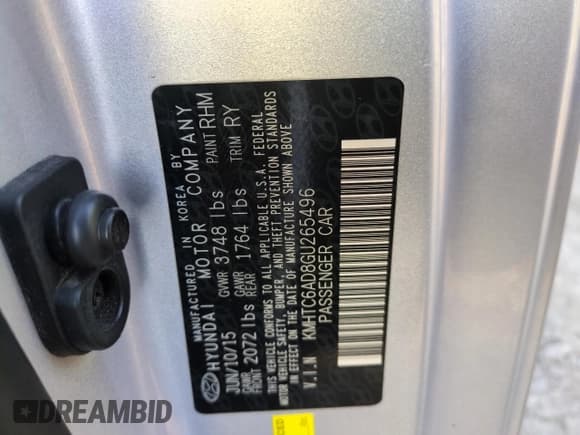 MANUFACTURED IN KOREA BY
HYUNDAI MOTOR COMPANY
JUN/10/15 GVWR 3748 lbs PAINT RHM
GAWR FRONT 2072 lbs GAWR REAR 1764 lbs TRIM RY
THIS VEHICLE CONFORMS TO ALL APPLICABLE U.S.A. FEDERAL
MOTOR VEHICLE SAFETY, BUMPER, AND THEFT PREVENTION STANDARDS
IN EFFECT ON THE DATE OF MANUFACTURE SHOWN ABOVE
V.I.N KMHTC6AD8GU265496
PASSENGER CAR
DREAMBID